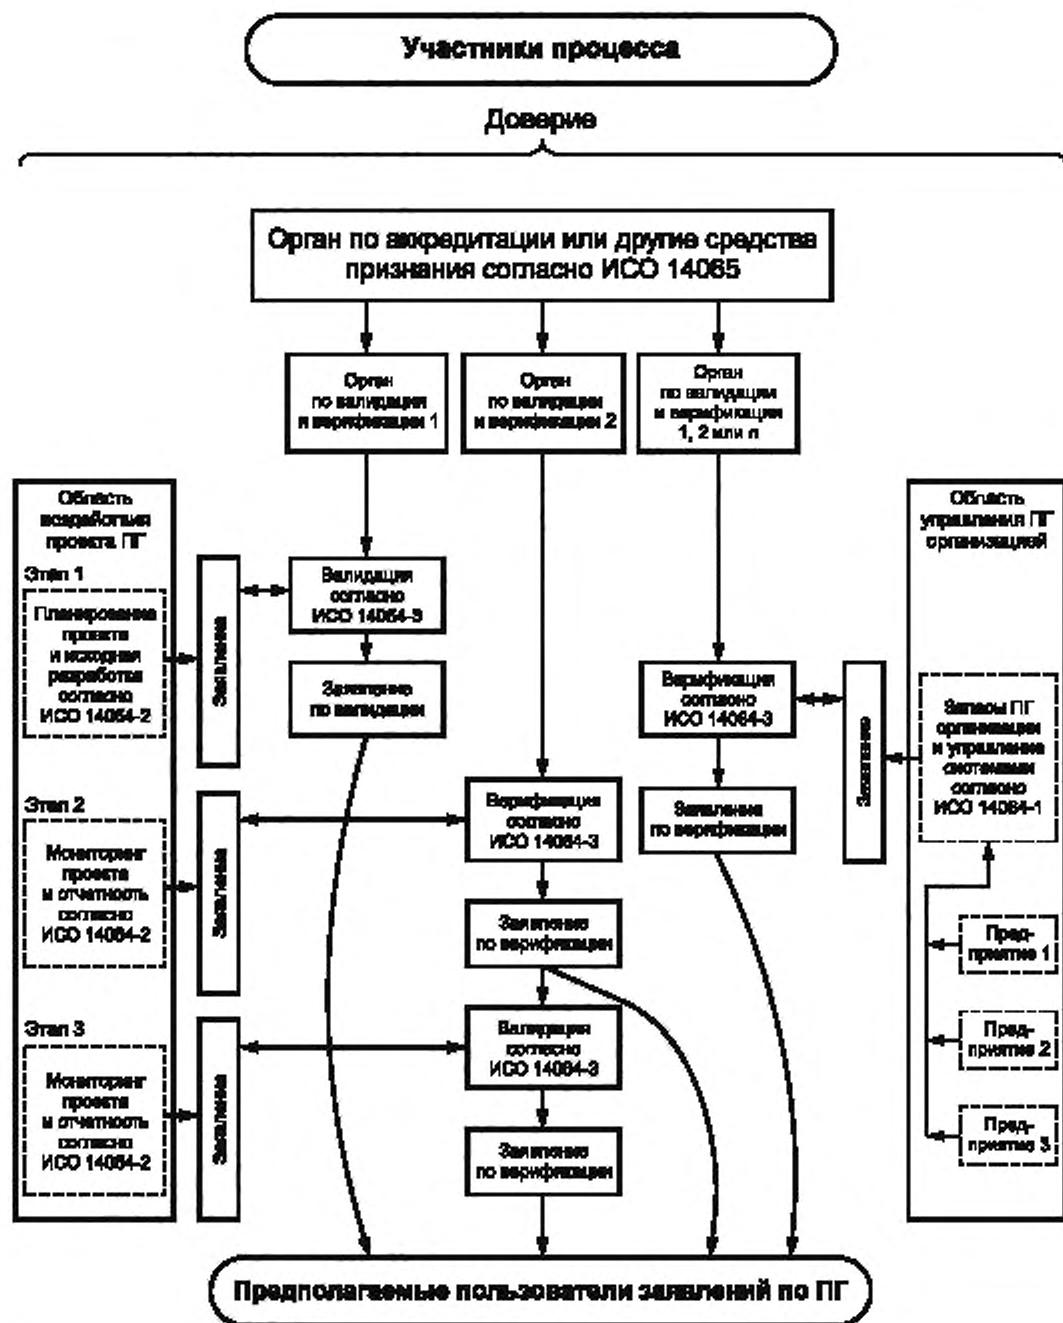 Участники процесса
Доверие
Орган по аккредитации или другие средства
признания согласно ИСО 14065
Орган
по валидации
и верификации 1
Орган
по валидации
и верификации 2
Орган
по валидации
и верификации
1, 2 или n
Область
воздействия
проекта ПГ
Этап 1
Планирование
проекта
и исходная
разработка
согласно
ИСО 14064-2
Заявление
Валидация
согласно
ИСО 14064-3
Заявление
по валидации
Этап 2
Мониторинг
проекта
и отчетность
согласно
ИСО 14064-2
Заявление
Верификация
согласно
ИСО 14064-3
Заявление
по верификации
Этап 3
Мониторинг
проекта
и отчетность
согласно
ИСО 14064-2
Заявление
Валидация
согласно
ИСО 14064-3
Заявление
по верификации
Верификация
согласно
ИСО 14064-3
Заявление
по верификации
Заявление
Область
управления ПГ
организацией
Запасы ПГ
организации
и управление
системами
согласно
ИСО 14064-1
Пред-
приятие 1
Пред-
приятие 2
Пред-
приятие 3
Предполагаемые пользователи заявлений по ПГ